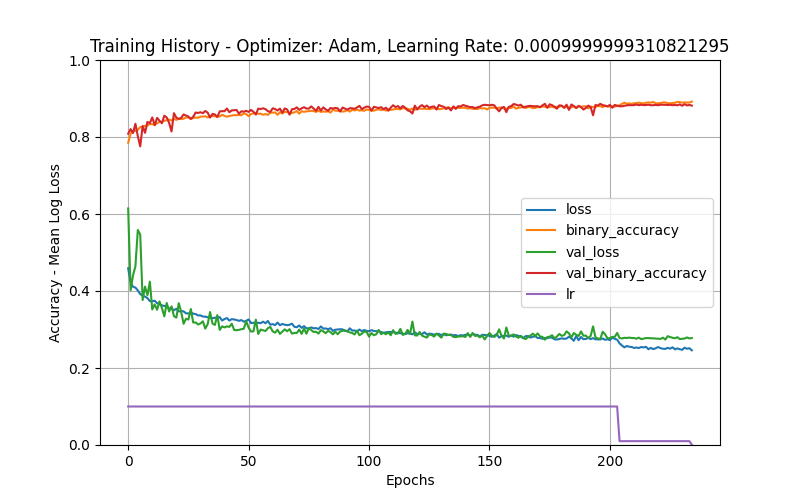 Training History - Optimizer: Adam, Learning Rate: 0.0009999999310821295
1.0
0.8
0.6
0.4
0.2
0.0
Accuracy - Mean Log Loss
loss
binary_accuracy
val_loss
val_binary_accuracy
lr
0 50 100 150 200
Epochs